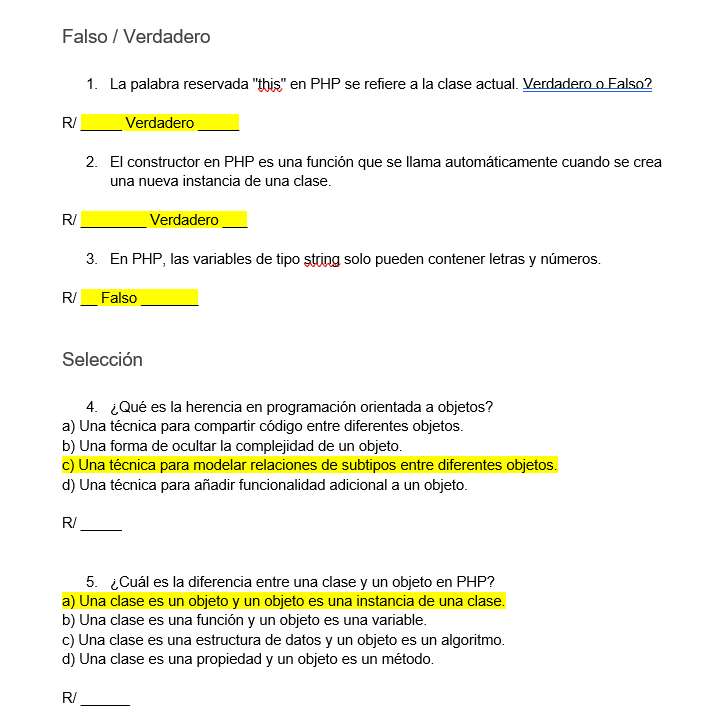 Falso / Verdadero
1. La palabra reservada "this" en PHP se refiere a la clase actual. Verdadero o Falso?
R/ _____ Verdadero _____
2. El constructor en PHP es una función que se llama automáticamente cuando se crea
una nueva instancia de una clase.
R/ ________ Verdadero ___
3. En PHP, las variables de tipo string solo pueden contener letras y números.
R/ __ Falso _______
Selección
4. ¿Qué es la herencia en programación orientada a objetos?
a) Una técnica para compartir código entre diferentes objetos.
b) Una forma de ocultar la complejidad de un objeto.
c) Una técnica para modelar relaciones de subtipos entre diferentes objetos.
d) Una técnica para añadir funcionalidad adicional a un objeto.
R/ _____
5. ¿Cuál es la diferencia entre una clase y un objeto en PHP?
a) Una clase es un objeto y un objeto es una instancia de una clase.
b) Una clase es una función y un objeto es una variable.
c) Una clase es una estructura de datos y un objeto es un algoritmo.
d) Una clase es una propiedad y un objeto es un método.
R/ ______